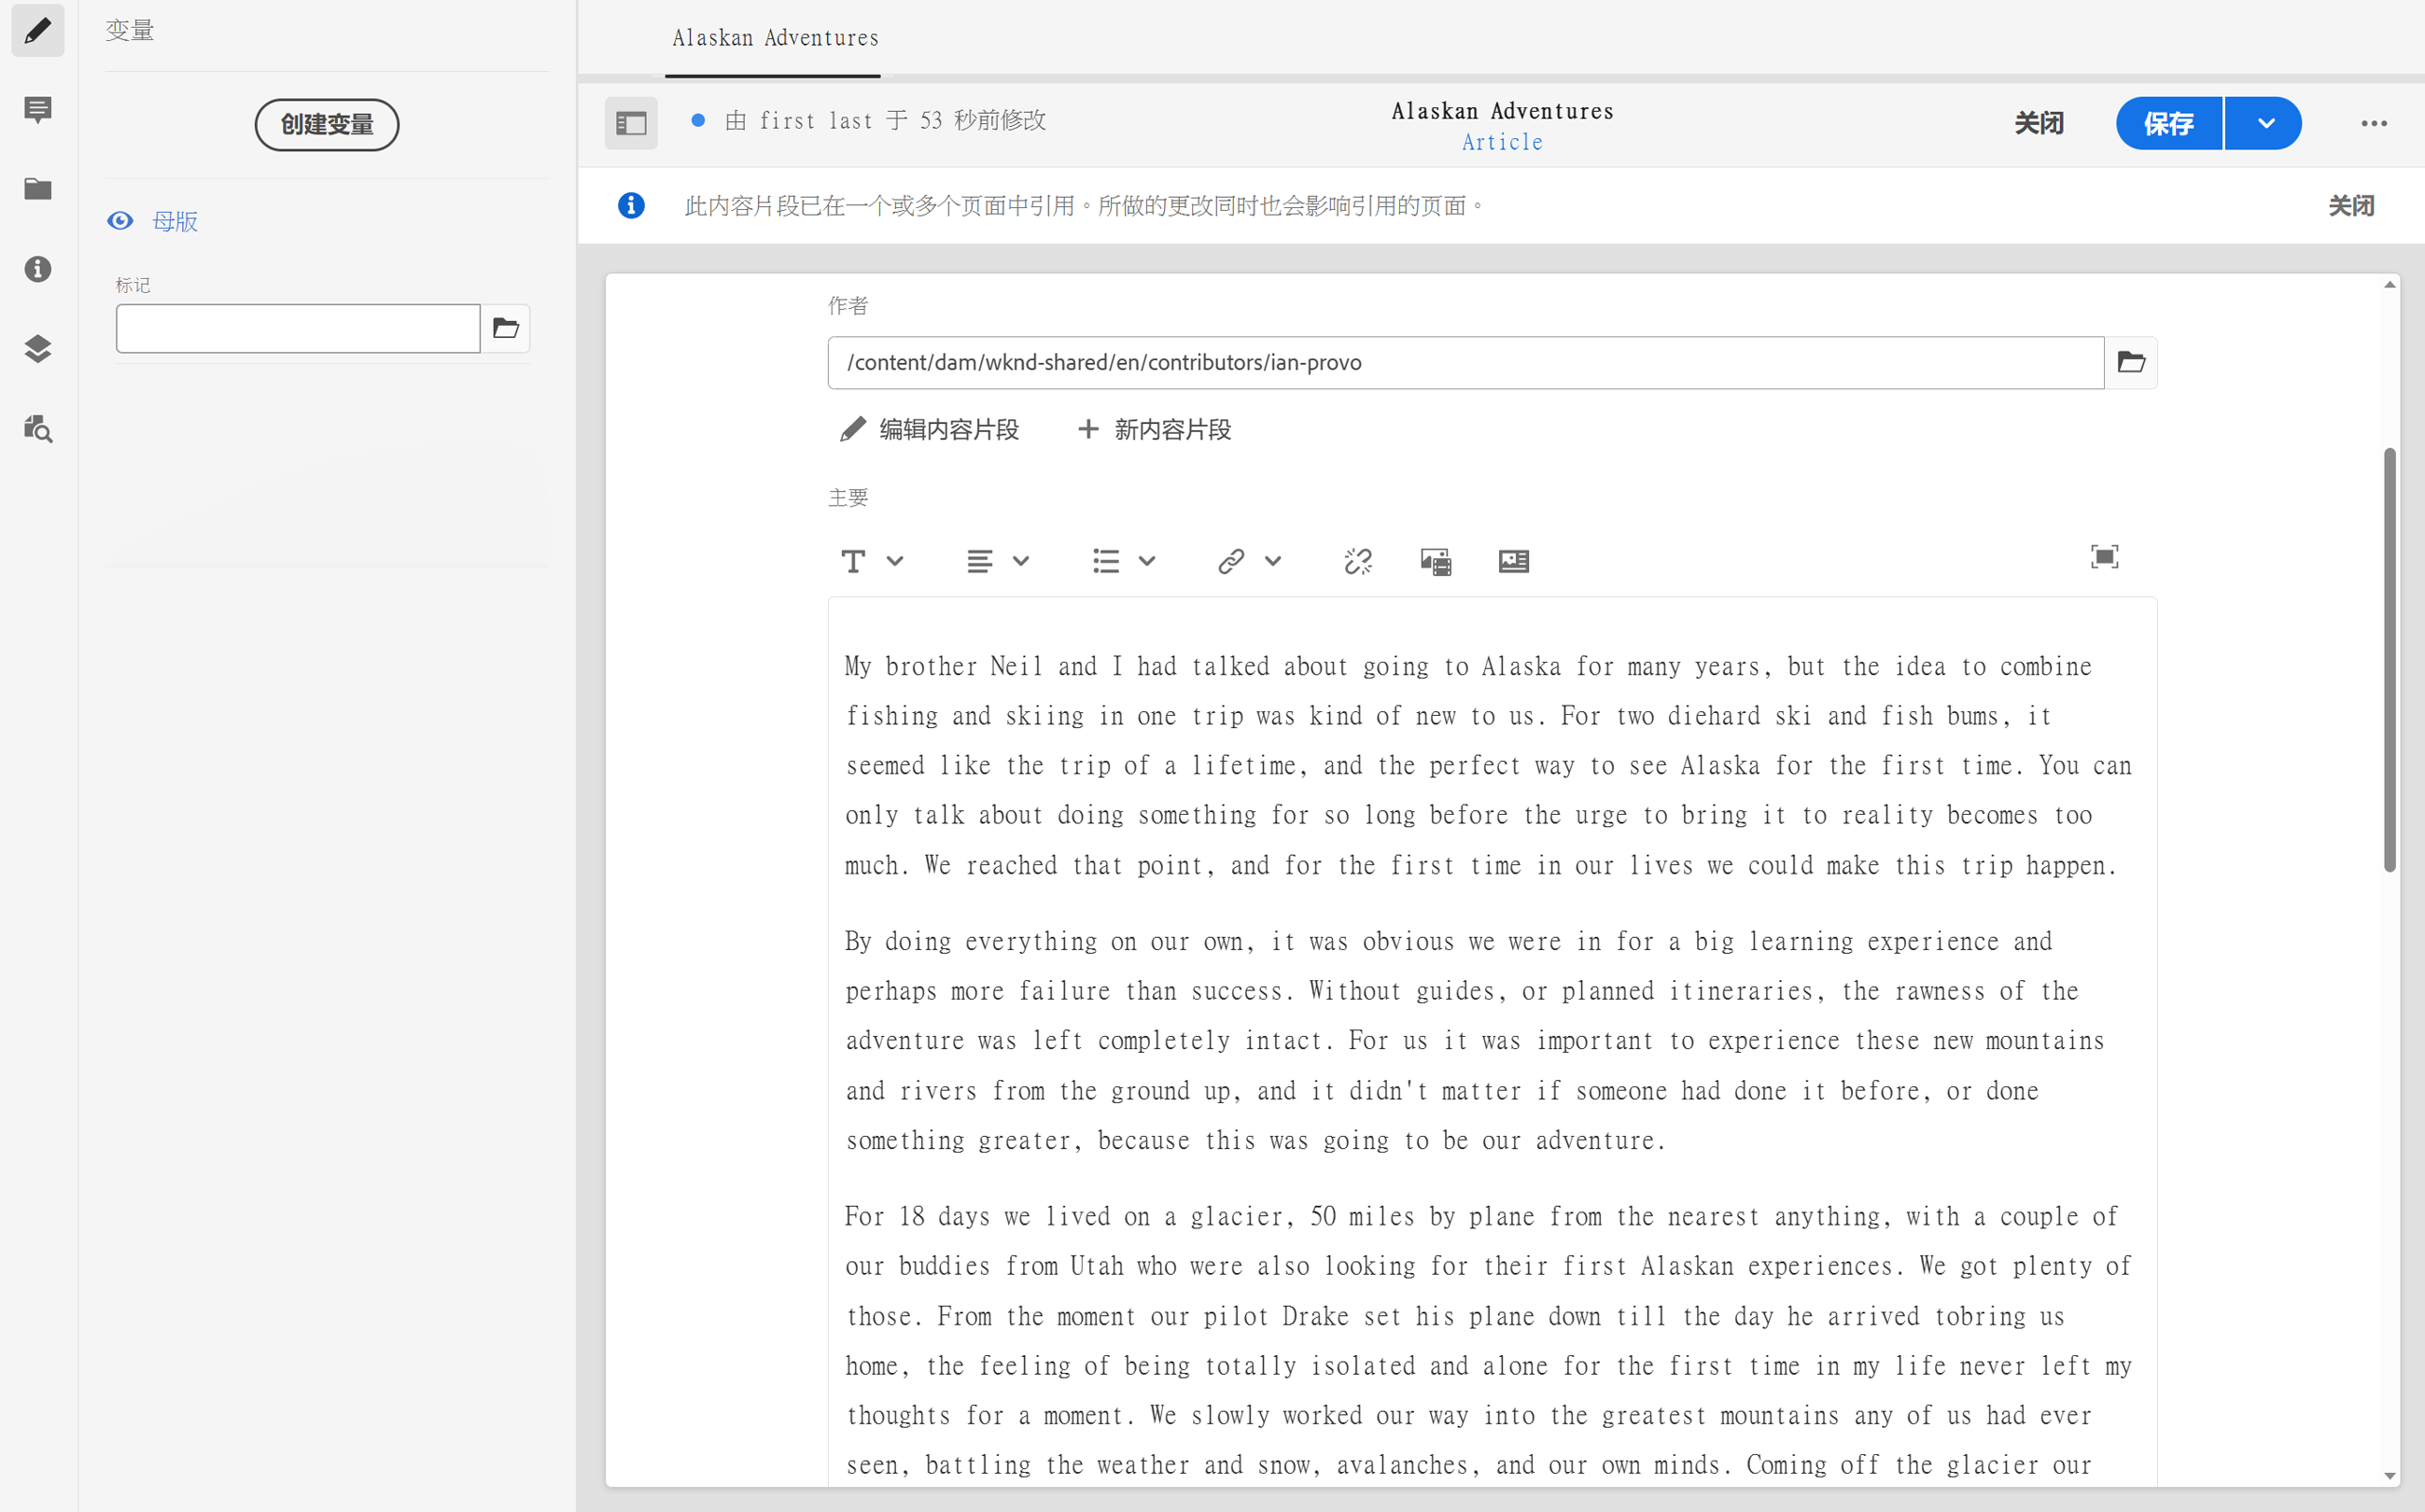 变量
创建变量
母版
标记
Alaskan Adventures
由 first last 于 53 秒前修改
Alaskan Adventures
Article
关闭
保存
此内容片段已在一个或多个页面中引用。所做的更改同时也会影响引用的页面。
关闭
作者
/content/dam/wknd-shared/en/contributors/ian-provo
编辑内容片段
新内容片段
主要
My brother Neil and I had talked about going to Alaska for many years, but the idea to combine
fishing and skiing in one trip was kind of new to us. For two diehard ski and fish bums, it
seemed like the trip of a lifetime, and the perfect way to see Alaska for the first time. You can
only talk about doing something for so long before the urge to bring it to reality becomes too
much. We reached that point, and for the first time in our lives we could make this trip happen.
By doing everything on our own, it was obvious we were in for a big learning experience and
perhaps more failure than success. Without guides, or planned itineraries, the rawness of the
adventure was left completely intact. For us it was important to experience these new mountains
and rivers from the ground up, and it didn't matter if someone had done it before, or done
something greater, because this was going to be our adventure.
For 18 days we lived on a glacier, 50 miles by plane from the nearest anything, with a couple of
our buddies from Utah who were also looking for their first Alaskan experiences. We got plenty of
those. From the moment our pilot Drake set his plane down till the day he arrived tobring us
home, the feeling of being totally isolated and alone for the first time in my life never left my
thoughts for a moment. We slowly worked our way into the greatest mountains any of us had ever
seen, battling the weather and snow, avalanches, and our own minds. Coming off the glacier our